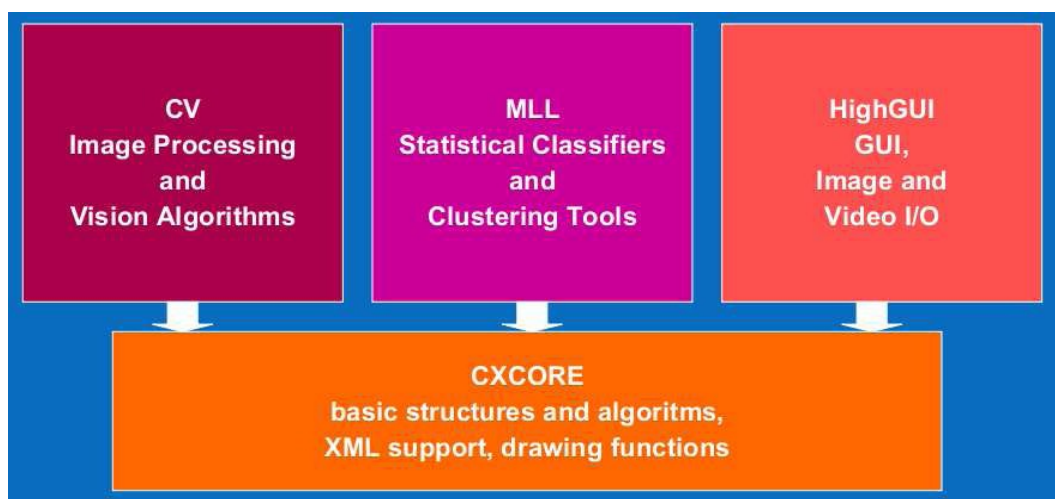 CV
Image Processing
and
Vision Algorithms
MLL
Statistical Classifiers
and
Clustering Tools
HighGUI
GUI,
Image and
Video I/O
CXCORE
basic structures and algoritms,
XML support, drawing functions